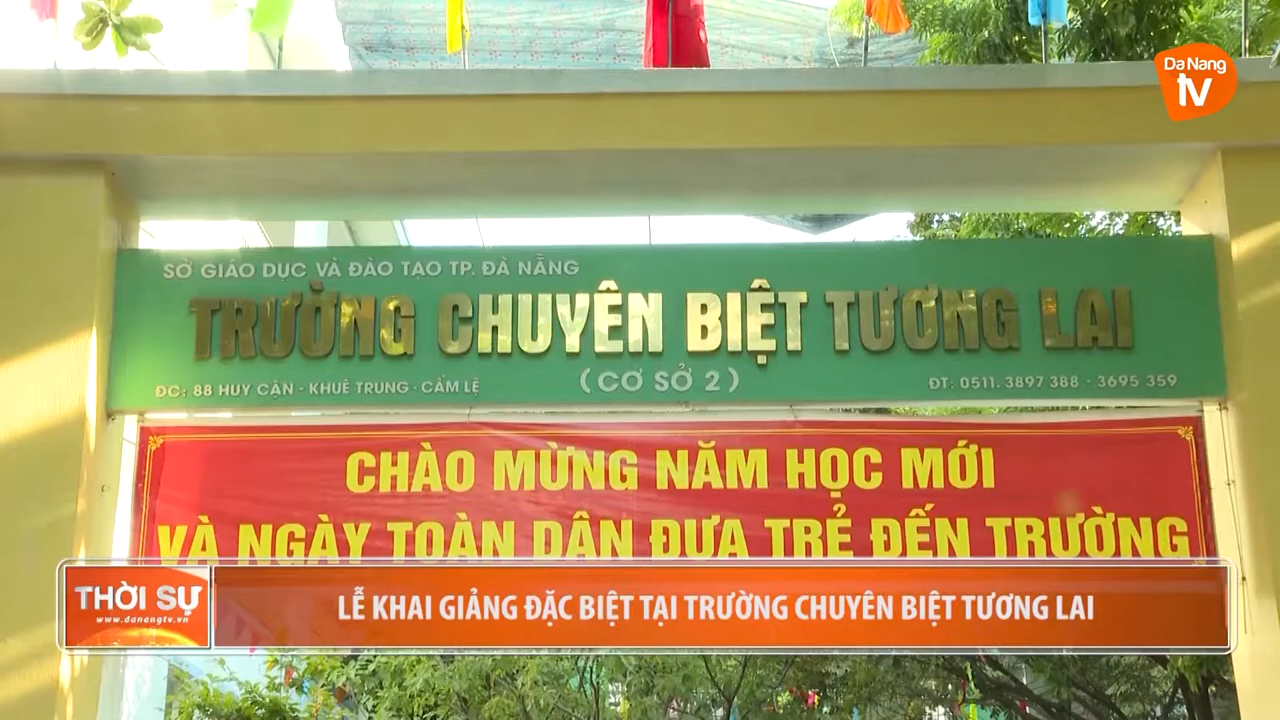 Da Nang
tv
SỞ GIÁO DỤC VÀ ĐÀO TẠO TP. ĐÀ NẴNG
TRƯỜNG CHUYÊN BIỆT TƯƠNG LAI
(CƠ SỞ 2)
ĐC: 88 HUY CẬN - KHUÊ TRUNG - CẨM LỆ
ĐT: 0511. 3897 388 - 3695 359
CHÀO MỪNG NĂM HỌC MỚI
VÀ NGÀY TOÀN DÂN ĐƯA TRẺ ĐẾN TRƯỜNG
THỜI SỰ
www.danangtv.vn
LỄ KHAI GIẢNG ĐẶC BIỆT TẠI TRƯỜNG CHUYÊN BIỆT TƯƠNG LAI